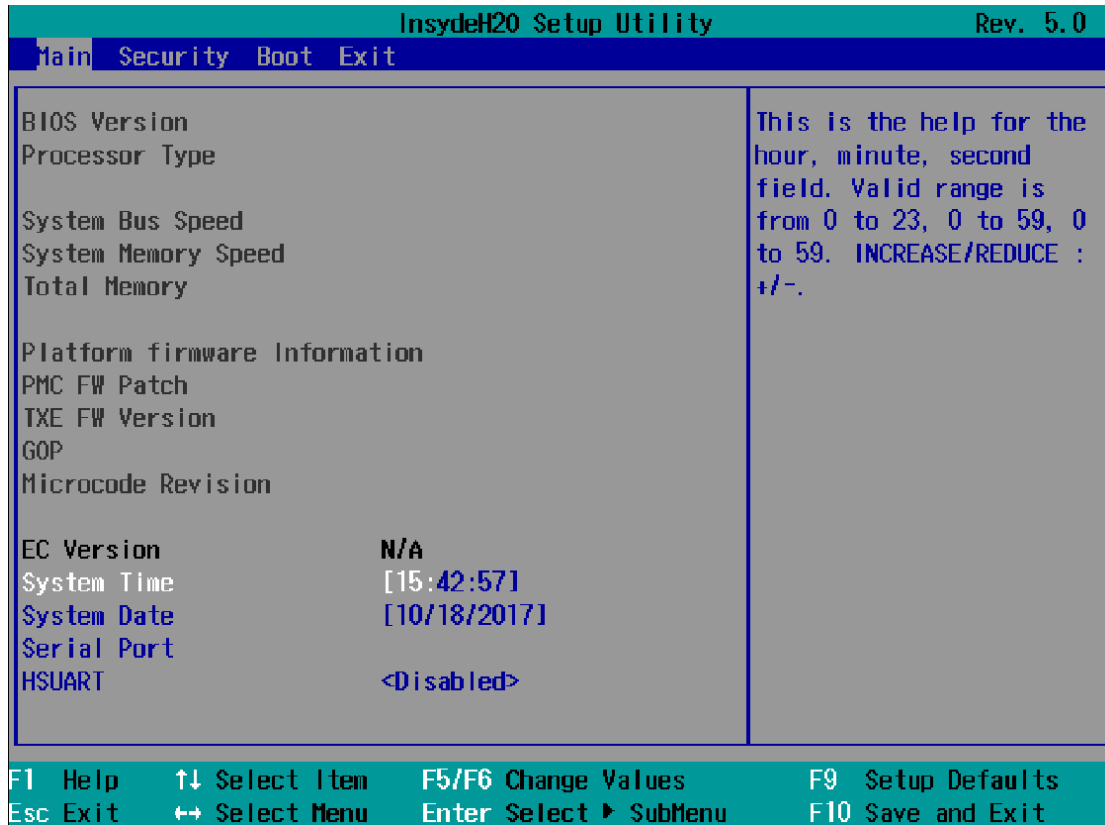 InsydeH20 Setup Utility Rev. 5.0
Main Security Boot Exit
BIOS Version
Processor Type
System Bus Speed
System Memory Speed
Total Memory
Platform firmware Information
PMC FW Patch
TXE FW Version
GOP
Microcode Revision
EC Version N/A
System Time [15:42:57]
System Date [10/18/2017]
Serial Port
HSUART <Disabled>
This is the help for the
hour, minute, second
field. Valid range is
from 0 to 23, 0 to 59, 0
to 59. INCREASE/REDUCE :
+/-.
F1 Help ↑↓ Select Item F5/F6 Change Values F9 Setup Defaults
Esc Exit ↔ Select Menu Enter Select ▶ SubMenu F10 Save and Exit